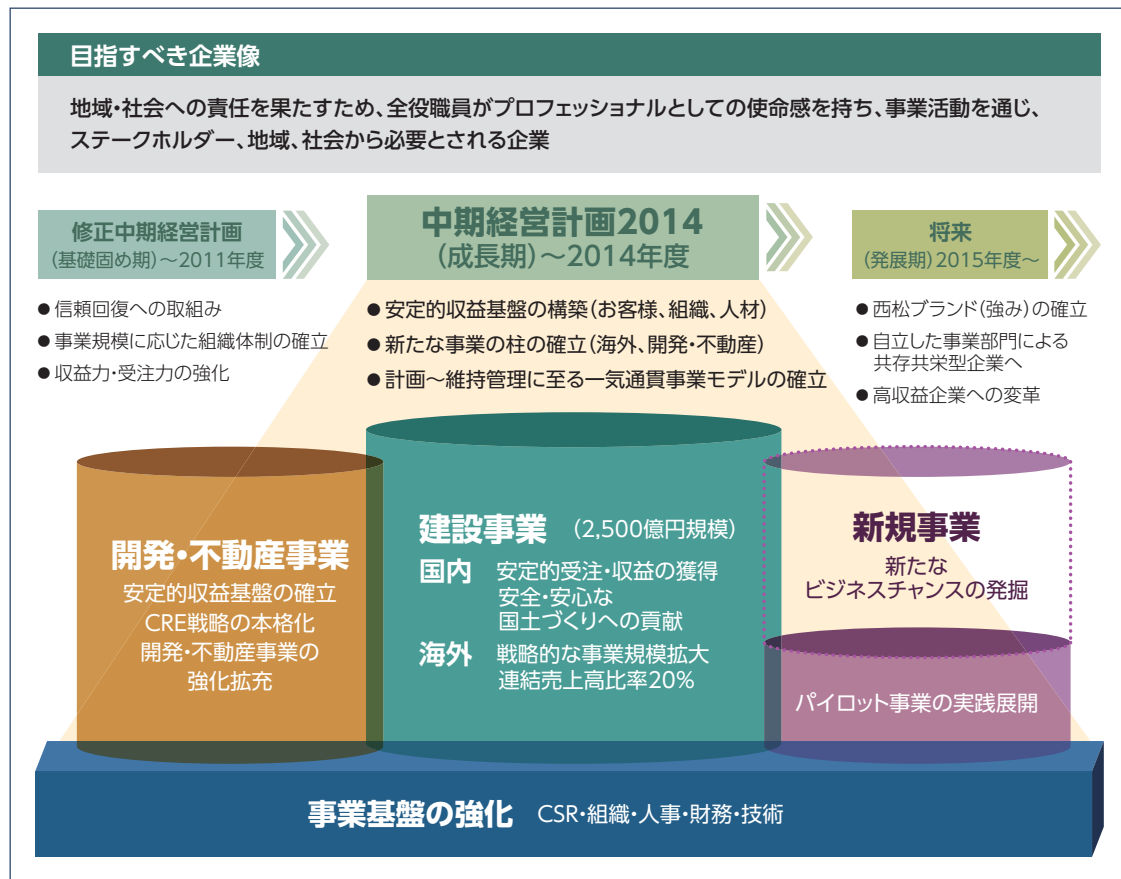 目指すべき企業像
地域・社会への責任を果たすため、全役職員がプロフェッショナルとしての使命感を持ち、事業活動を通じ、
ステークホルダー、地域、社会から必要とされる企業
修正中期経営計画
(基礎固め期)～2011年度
●信頼回復への取組み
●事業規模に応じた組織体制の確立
●収益力・受注力の強化
中期経営計画2014
(成長期)～2014年度
●安定的収益基盤の構築(お客様、組織、人材)
●新たな事業の柱の確立(海外、開発・不動産)
●計画～維持管理に至る一気通貫事業モデルの確立
将来
(発展期)2015年度～
●西松ブランド(強み)の確立
●自立した事業部門による
共存共栄型企業へ
●高収益企業への変革
開発・不動産事業
安定的収益基盤の確立
CRE戦略の本格化
開発・不動産事業の
強化拡充
建設事業 (2,500億円規模)
国内 安定的受注・収益の獲得
安全・安心な
国土づくりへの貢献
海外 戦略的な事業規模拡大
連結売上高比率20%
新規事業
新たな
ビジネスチャンスの発掘
パイロット事業の実践展開
事業基盤の強化 CSR・組織・人事・財務・技術